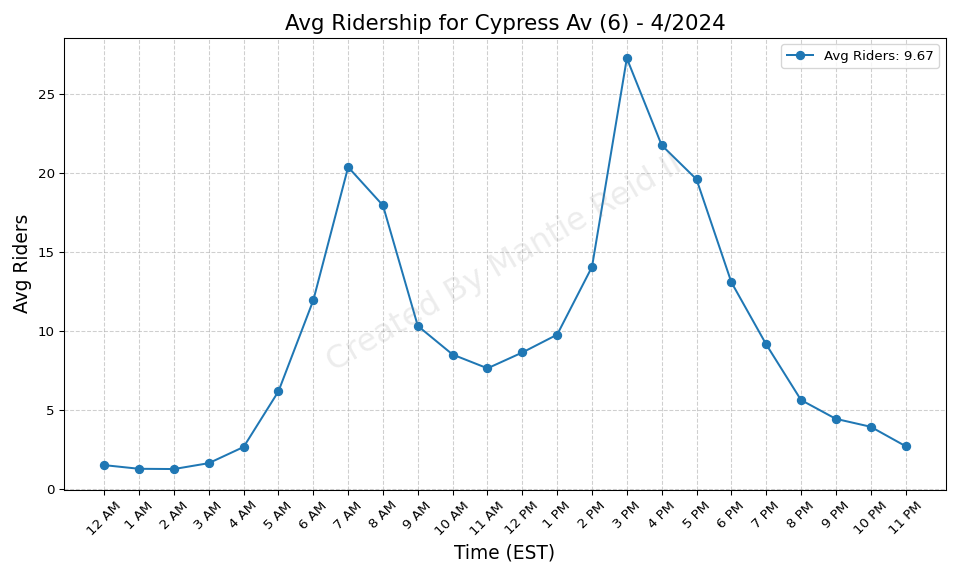 Avg Ridership for Cypress Av (6) - 4/2024
Avg Riders: 9.67
25
20
15
10
5
0
Avg Riders
Created By Mantle Reid
12 AM
1 AM
2 AM
3 AM
4 AM
5 AM
6 AM
7 AM
8 AM
9 AM
10 AM
11 AM
12 PM
1 PM
2 PM
3 PM
4 PM
5 PM
6 PM
7 PM
8 PM
9 PM
10 PM
11 PM
Time (EST)